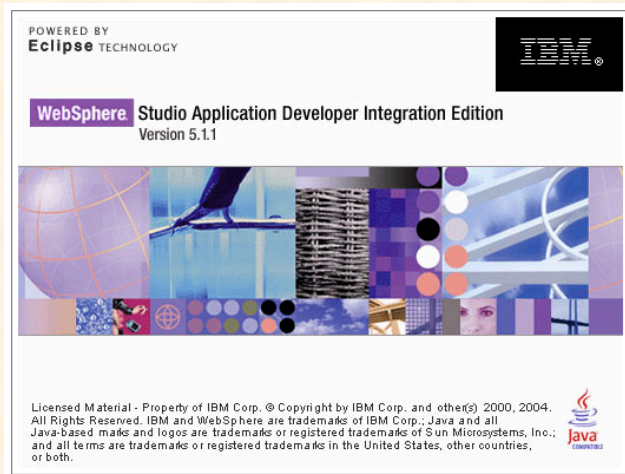 POWERED BY
Eclipse TECHNOLOGY
IBM®
WebSphere. Studio Application Developer Integration Edition
Version 5.1.1
Licensed Material - Property of IBM Corp. © Copyright by IBM Corp. and other(s) 2000, 2004.
All Rights Reserved. IBM and WebSphere are trademarks of IBM Corp.; Java and all
Java-based marks and logos are trademarks or registered trademarks of Sun Microsystems, Inc.;
and all terms are trademarks or registered trademarks in the United States, other countries,
or both.
Java
COMPATIBLE